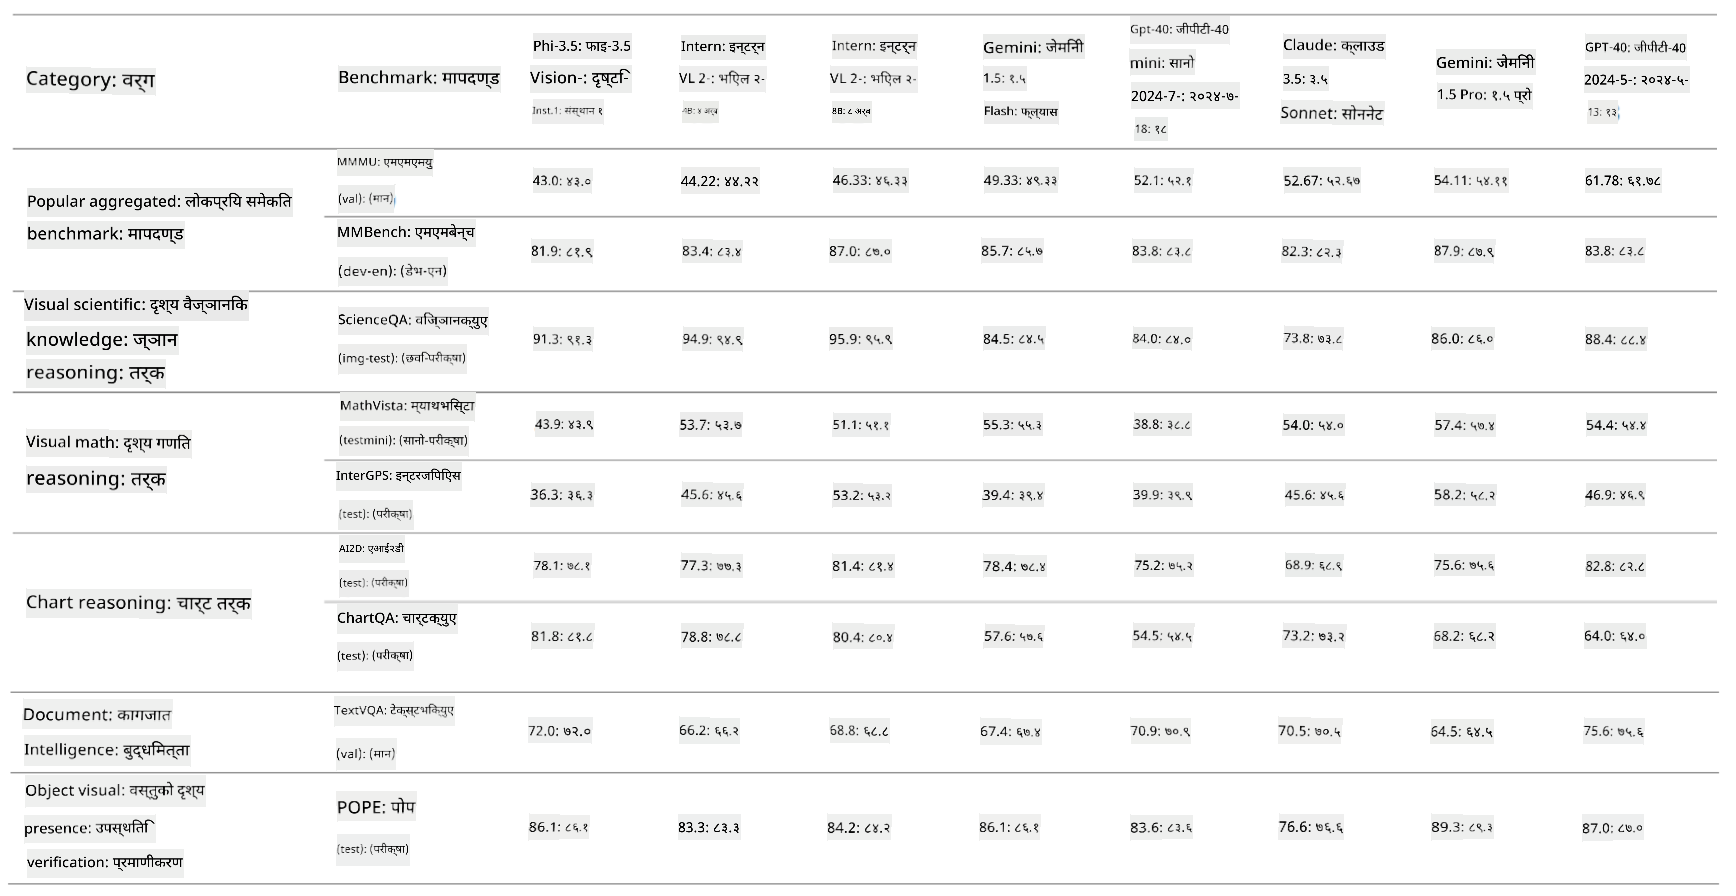 Category: वर्ग
Benchmark: मापदण्ड
Phi-3.5: फाइ-3.5
Vision-: दृष्टि-
Inst.1: संस्थान १
Intern: इन्टर्न
VL 2-: भिएल २-
4B: ४ अर्ब
Intern: इन्टर्न
VL 2-: भिएल २-
8B: ८ अर्ब
Gemini: जेमिनी
1.5: १.५
Flash: फ्ल्यास
Gpt-40: जीपीटी-40
mini: सानो
2024-7-: २०२४-७-
18: १८
Claude: क्लाउड
3.5: ३.५
Sonnet: सोननेट
Gemini: जेमिनी
1.5 Pro: १.५ प्रो
GPT-40: जीपीटी-40
2024-5-: २०२४-५-
13: १३
Popular aggregated: लोकप्रिय समेकित
benchmark: मापदण्ड
MMMU: एमएमएमयु
(val): (मान)
43.0: ४३.०
44.22: ४४.२२
46.33: ४६.३३
49.33: ४९.३३
52.1: ५२.१
52.67: ५२.६७
54.11: ५४.११
61.78: ६१.७८
MMBench: एमएमबेन्च
(dev-en): (डेभ-एन)
81.9: ८१.९
83.4: ८३.४
87.0: ८७.०
85.7: ८५.७
83.8: ८३.८
82.3: ८२.३
87.9: ८७.९
83.8: ८३.८
Visual scientific: दृश्य वैज्ञानिक
knowledge: ज्ञान
reasoning: तर्क
ScienceQA: विज्ञानक्युए
(img-test): (छवि-परीक्षा)
91.3: ९१.३
94.9: ९४.९
95.9: ९५.९
84.5: ८४.५
84.0: ८४.०
73.8: ७३.८
86.0: ८६.०
88.4: ८८.४
Visual math: दृश्य गणित
reasoning: तर्क
MathVista: म्याथभिस्टा
(testmini): (सानो-परीक्षा)
43.9: ४३.९
53.7: ५३.७
51.1: ५१.१
55.3: ५५.३
38.8: ३८.८
54.0: ५४.०
57.4: ५७.४
54.4: ५४.४
InterGPS: इन्टरजिपिएस
(test): (परीक्षा)
36.3: ३६.३
45.6: ४५.६
53.2: ५३.२
39.4: ३९.४
39.9: ३९.९
45.6: ४५.६
58.2: ५८.२
46.9: ४६.९
Chart reasoning: चार्ट तर्क
AI2D: एआई२डी
(test): (परीक्षा)
78.1: ७८.१
77.3: ७७.३
81.4: ८१.४
78.4: ७८.४
75.2: ७५.२
68.9: ६८.९
75.6: ७५.६
82.8: ८२.८
ChartQA: चार्टक्युए
(test): (परीक्षा)
81.8: ८१.८
78.8: ७८.८
80.4: ८०.४
57.6: ५७.६
54.5: ५४.५
73.2: ७३.२
68.2: ६८.२
64.0: ६४.०
Document: कागजात
Intelligence: बुद्धिमत्ता
TextVQA: टेक्स्टभिक्युए
(val): (मान)
72.0: ७२.०
66.2: ६६.२
68.8: ६८.८
67.4: ६७.४
70.9: ७०.९
70.5: ७०.५
64.5: ६४.५
75.6: ७५.६
Object visual: वस्तुको दृश्य
presence: उपस्थिति
verification: प्रमाणीकरण
POPE: पोप
(test): (परीक्षा)
86.1: ८६.१
83.3: ८३.३
84.2: ८४.२
86.1: ८६.१
83.6: ८३.६
76.6: ७६.६
89.3: ८९.३
87.0: ८७.०